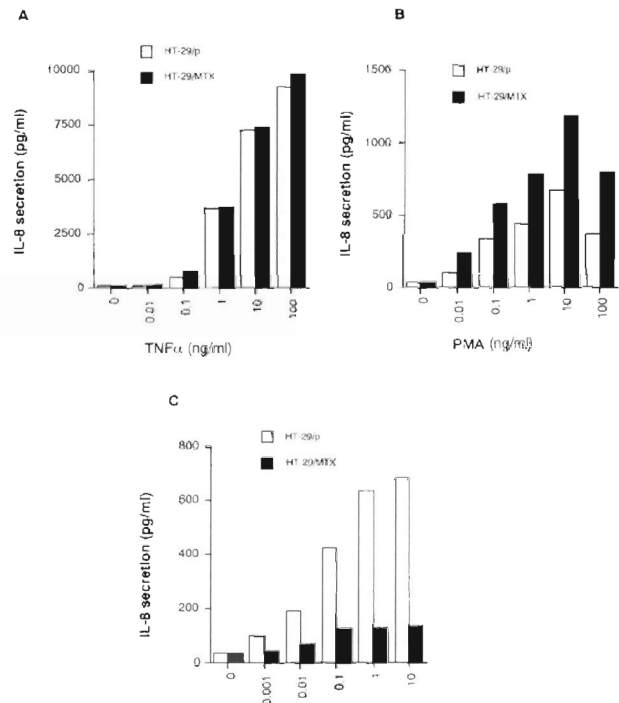 A
HT-29/p
HT-29/MTX
IL-8 secretion (pg/ml)
10000
7500
5000
2500
0
0
0.01
0.1
1
10
100
TNFα (ng/ml)
B
HT-29/p
HT-29/MTX
IL-8 secretion (pg/ml)
1500
1000
500
0
0
0.01
0.1
1
10
100
PMA (ng/ml)
C
HT-29/p
HT-29/MTX
IL-8 secretion (pg/ml)
800
600
400
200
0
0
0.001
0.01
0.1
1
10